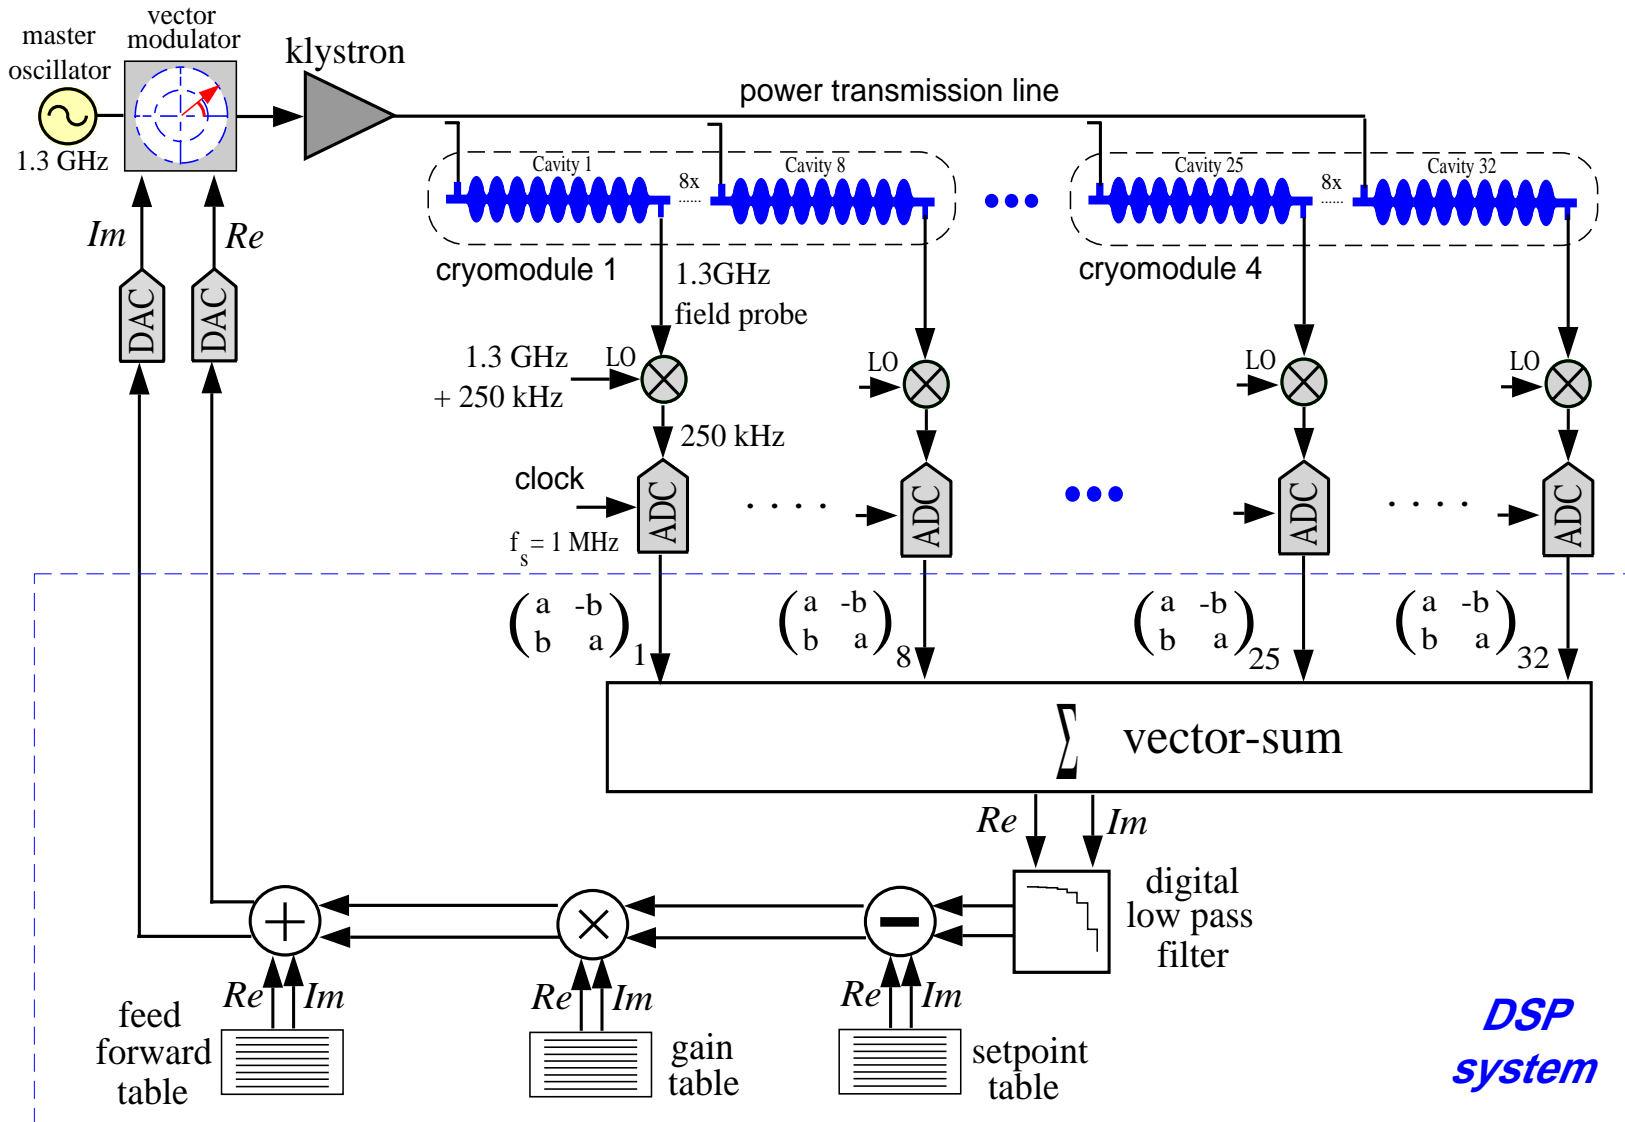 vector
modulator
master
oscillator
1.3 GHz
klystron
power transmission line
Cavity 1
8x
......
Cavity 8
Cavity 25
8x
......
Cavity 32
cryomodule 1
cryomodule 4
Im
Re
DAC
DAC
1.3GHz
field probe
1.3 GHz
+ 250 kHz
LO
LO
LO
LO
250 kHz
clock
f_s = 1 MHz
ADC
. . . .
ADC
ADC
. . . .
ADC
(a -b
b a)1
(a -b
b a)8
(a -b
b a)25
(a -b
b a)32
Σ vector-sum
Re
Im
digital
low pass
filter
+
×
−
Re
Im
Re
Im
Re
Im
feed
forward
table
gain
table
setpoint
table
DSP
system